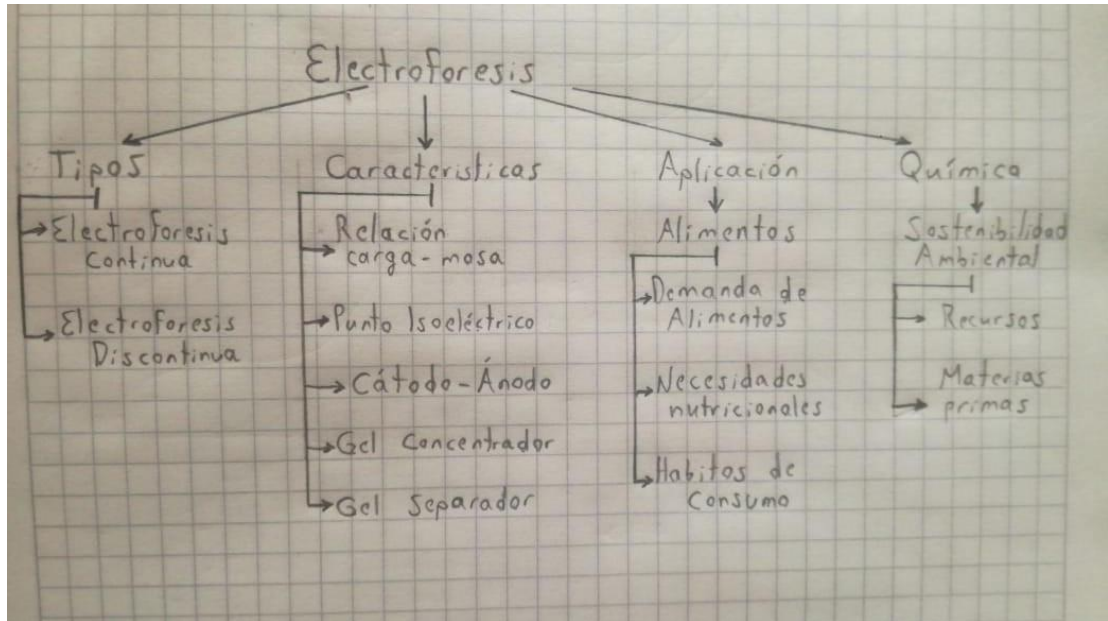 Electroforesis
Tipos
Electroforesis
Continua
Electroforesis
Discontinua
Caracteristicas
Relación
carga-masa
Punto Isoeléctrico
Cátodo-Ánodo
Gel Concentrador
Gel Separador
Aplicación
Alimentos
Demanda de
Alimentos
Necesidades
nutricionales
Habitos de
Consumo
Química
Sostenibilidad
Ambiental
Recursos
Materias
primas